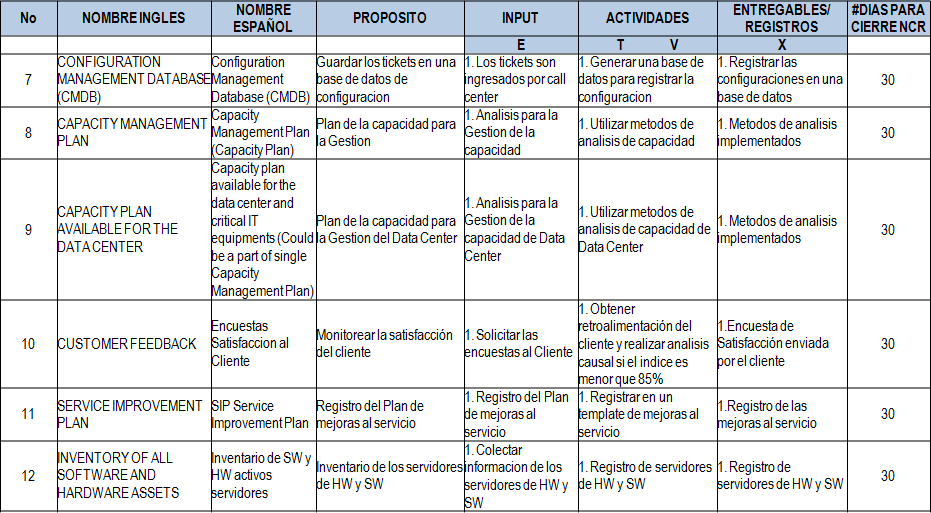 No
NOMBRE INGLES
NOMBRE
ESPAÑOL
PROPOSITO
INPUT
ACTIVIDADES
ENTREGABLES/
REGISTROS
#DIAS PARA
CIERRE NCR
E
T V
X
7
CONFIGURATION
MANAGEMENT DATABASE
(CMDB)
Configuration
Management
Database (CMDB)
Guardar los tickets en una
base de datos de
configuracion
1. Los tickets son
ingresados por call
center
1. Generar una base de
datos para registrar la
configuracion
1. Registrar las
configuraciones en una
base de datos
30
8
CAPACITY MANAGEMENT
PLAN
Capacity
Management Plan
(Capacity Plan)
Plan de la capacidad para
la Gestion
1. Analisis para la
Gestion de la
capacidad
1. Utilizar metodos de
analisis de capacidad
1. Metodos de analisis
implementados
30
9
CAPACITY PLAN
AVAILABLE FOR THE
DATA CENTER
Capacity plan
available for the
data center and
critical IT
equipments (Could
be a part of single
Capacity
Management Plan)
Plan de la capacidad para
la Gestion del Data Center
1. Analisis para la
Gestion de la
capacidad de Data
Center
1. Utilizar metodos de
analisis de capacidad de
Data Center
1. Metodos de analisis
implementados
30
10
CUSTOMER FEEDBACK
Encuestas
Satisfaccion al
Cliente
Monitorear la satisfacción
del cliente
1. Solicitar las
encuestas al Cliente
1. Obtener
retroalimentación del
cliente y realizar analisis
causal si el indice es
menor que 85%
1.Encuesta de
Satisfacción enviada
por el cliente
30
11
SERVICE IMPROVEMENT
PLAN
SIP Service
Improvement Plan
Registro del Plan de
mejoras al servicio
1. Registro del Plan
de mejoras al
servicio
1. Registrar en un
template de mejoras al
servicio
1.Registro de las
mejoras al servicio
30
12
INVENTORY OF ALL
SOFTWARE AND
HARDWARE ASSETS
Inventario de SW y
HW activos
servidores
Inventario de los servidores
de HW y SW
1. Colectar
informacion de los
servidores de HW y
SW
1. Registro de servidores
de HW y SW
1. Registro de
servidores de HW y SW
30